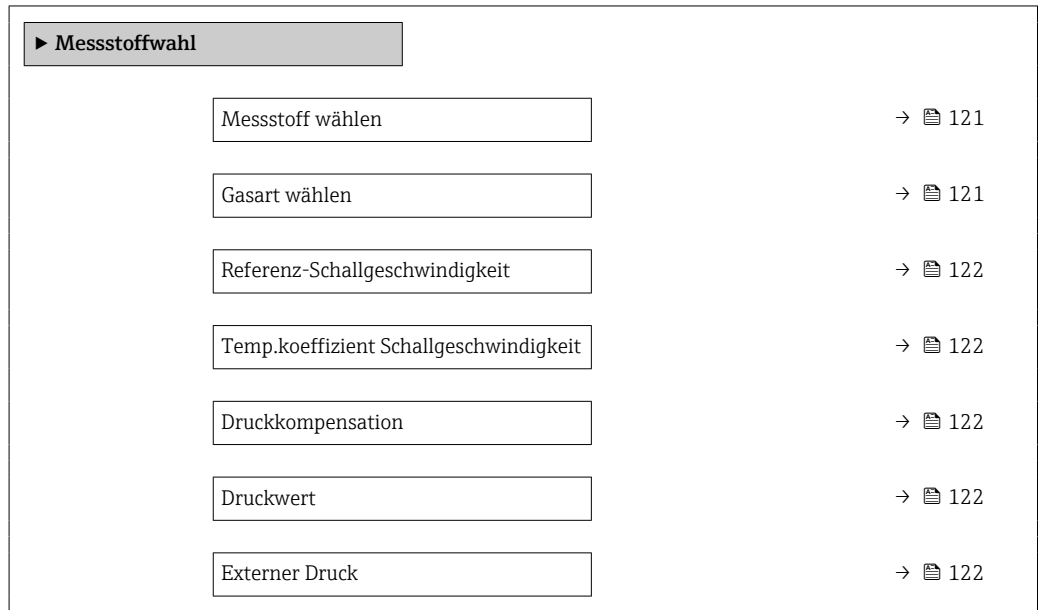 ▶ Messstoffwahl
Messstoff wählen → 121
Gasart wählen → 121
Referenz-Schallgeschwindigkeit → 122
Temp.koeffizient Schallgeschwindigkeit → 122
Druckkompensation → 122
Druckwert → 122
Externer Druck → 122